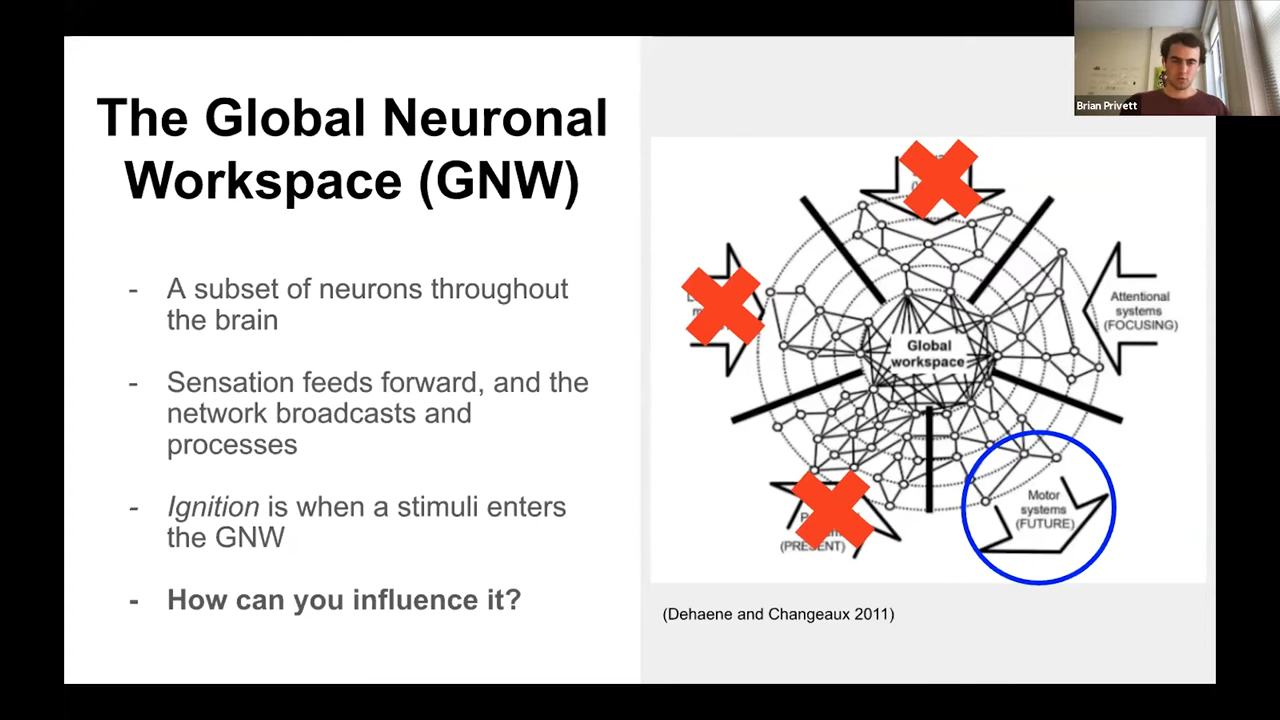 The Global Neuronal
Workspace (GNW)
- A subset of neurons throughout
the brain
- Sensation feeds forward, and the
network broadcasts and
processes
- Ignition is when a stimuli enters
the GNW
- How can you influence it?
Brian Privett
Attentional
systems
(FOCUSING)
Global
workspace
Motor
systems
(FUTURE)
(PRESENT)
(Dehaene and Changeaux 2011)